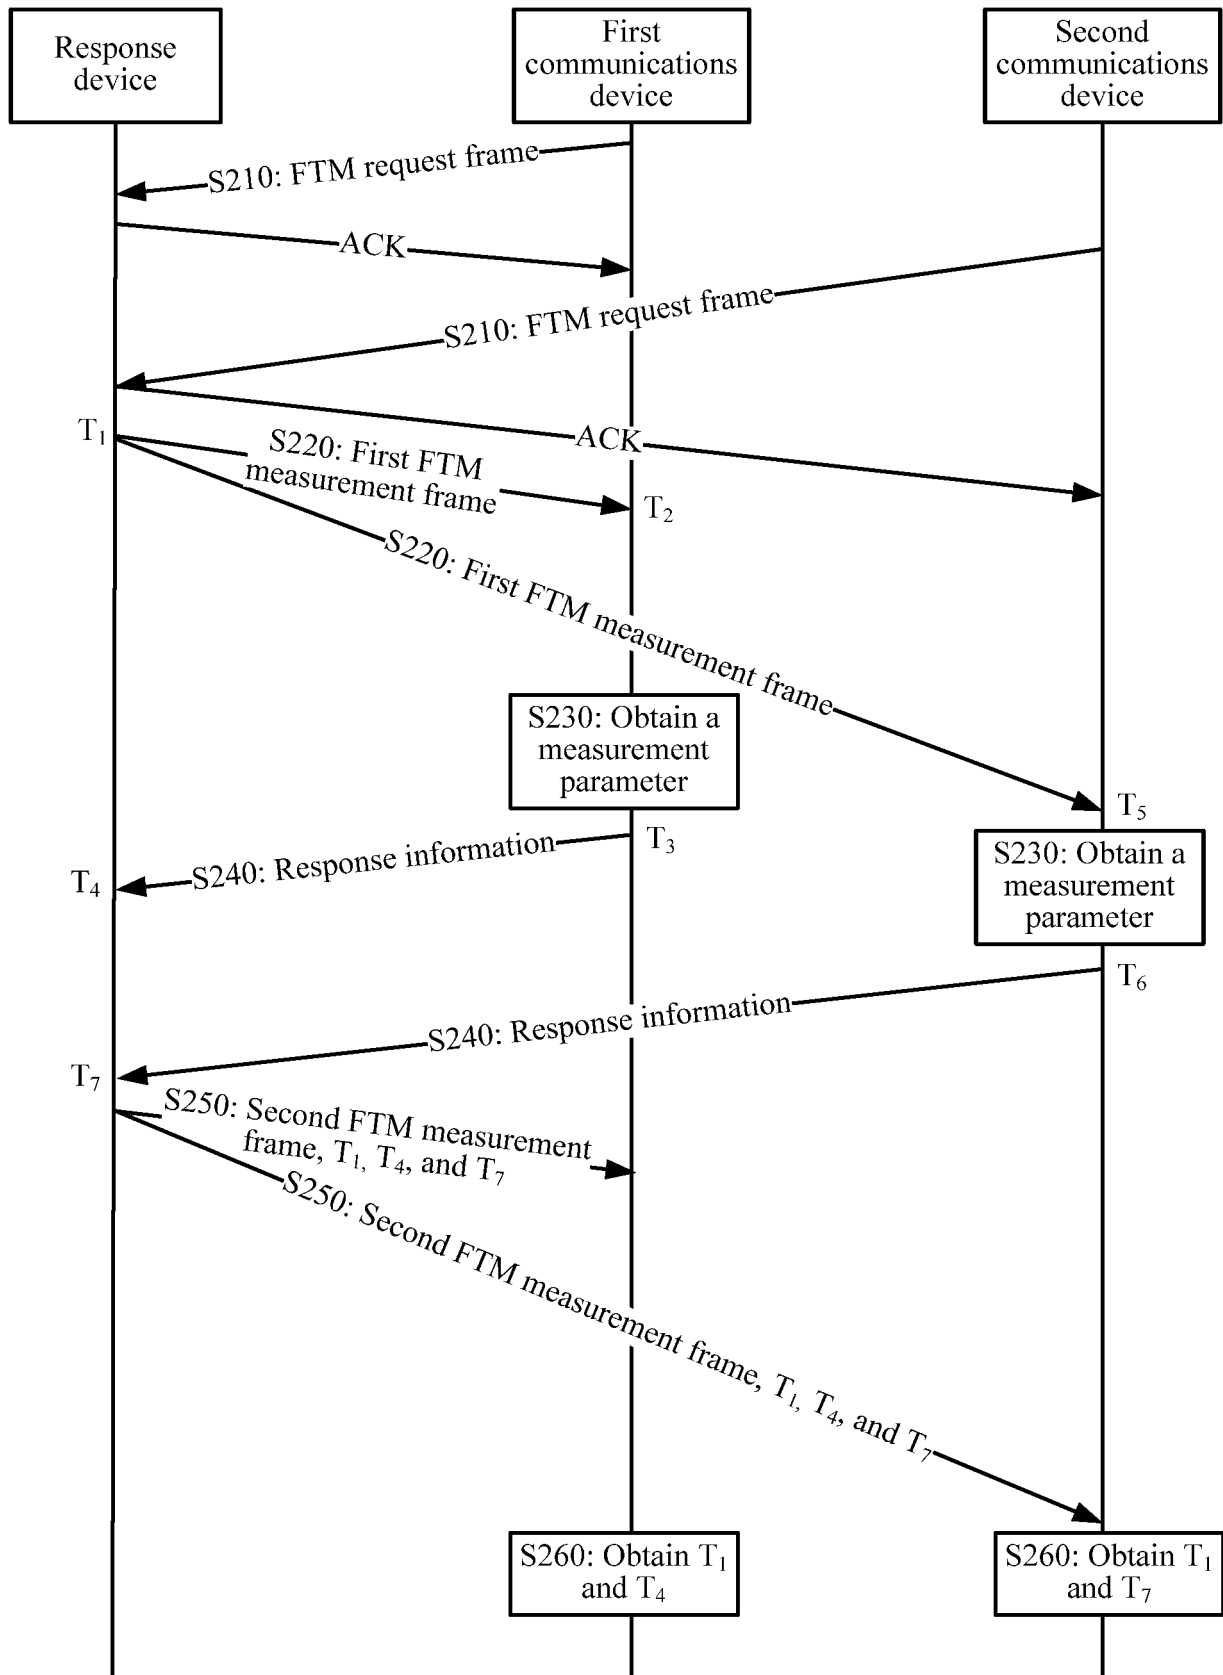 Response
device
First
communications
device
Second
communications
device
S210: FTM request frame
ACK
S210: FTM request frame
ACK
T1
S220: First FTM
measurement frame
T2
S220: First FTM measurement frame
S230: Obtain a
measurement
parameter
T5
T3
S240: Response information
T4
S230: Obtain a
measurement
parameter
T6
S240: Response information
T7
S250: Second FTM measurement
frame, T1, T4, and T7
S250: Second FTM measurement frame, T1, T4, and T7
S260: Obtain T1
and T4
S260: Obtain T1
and T7